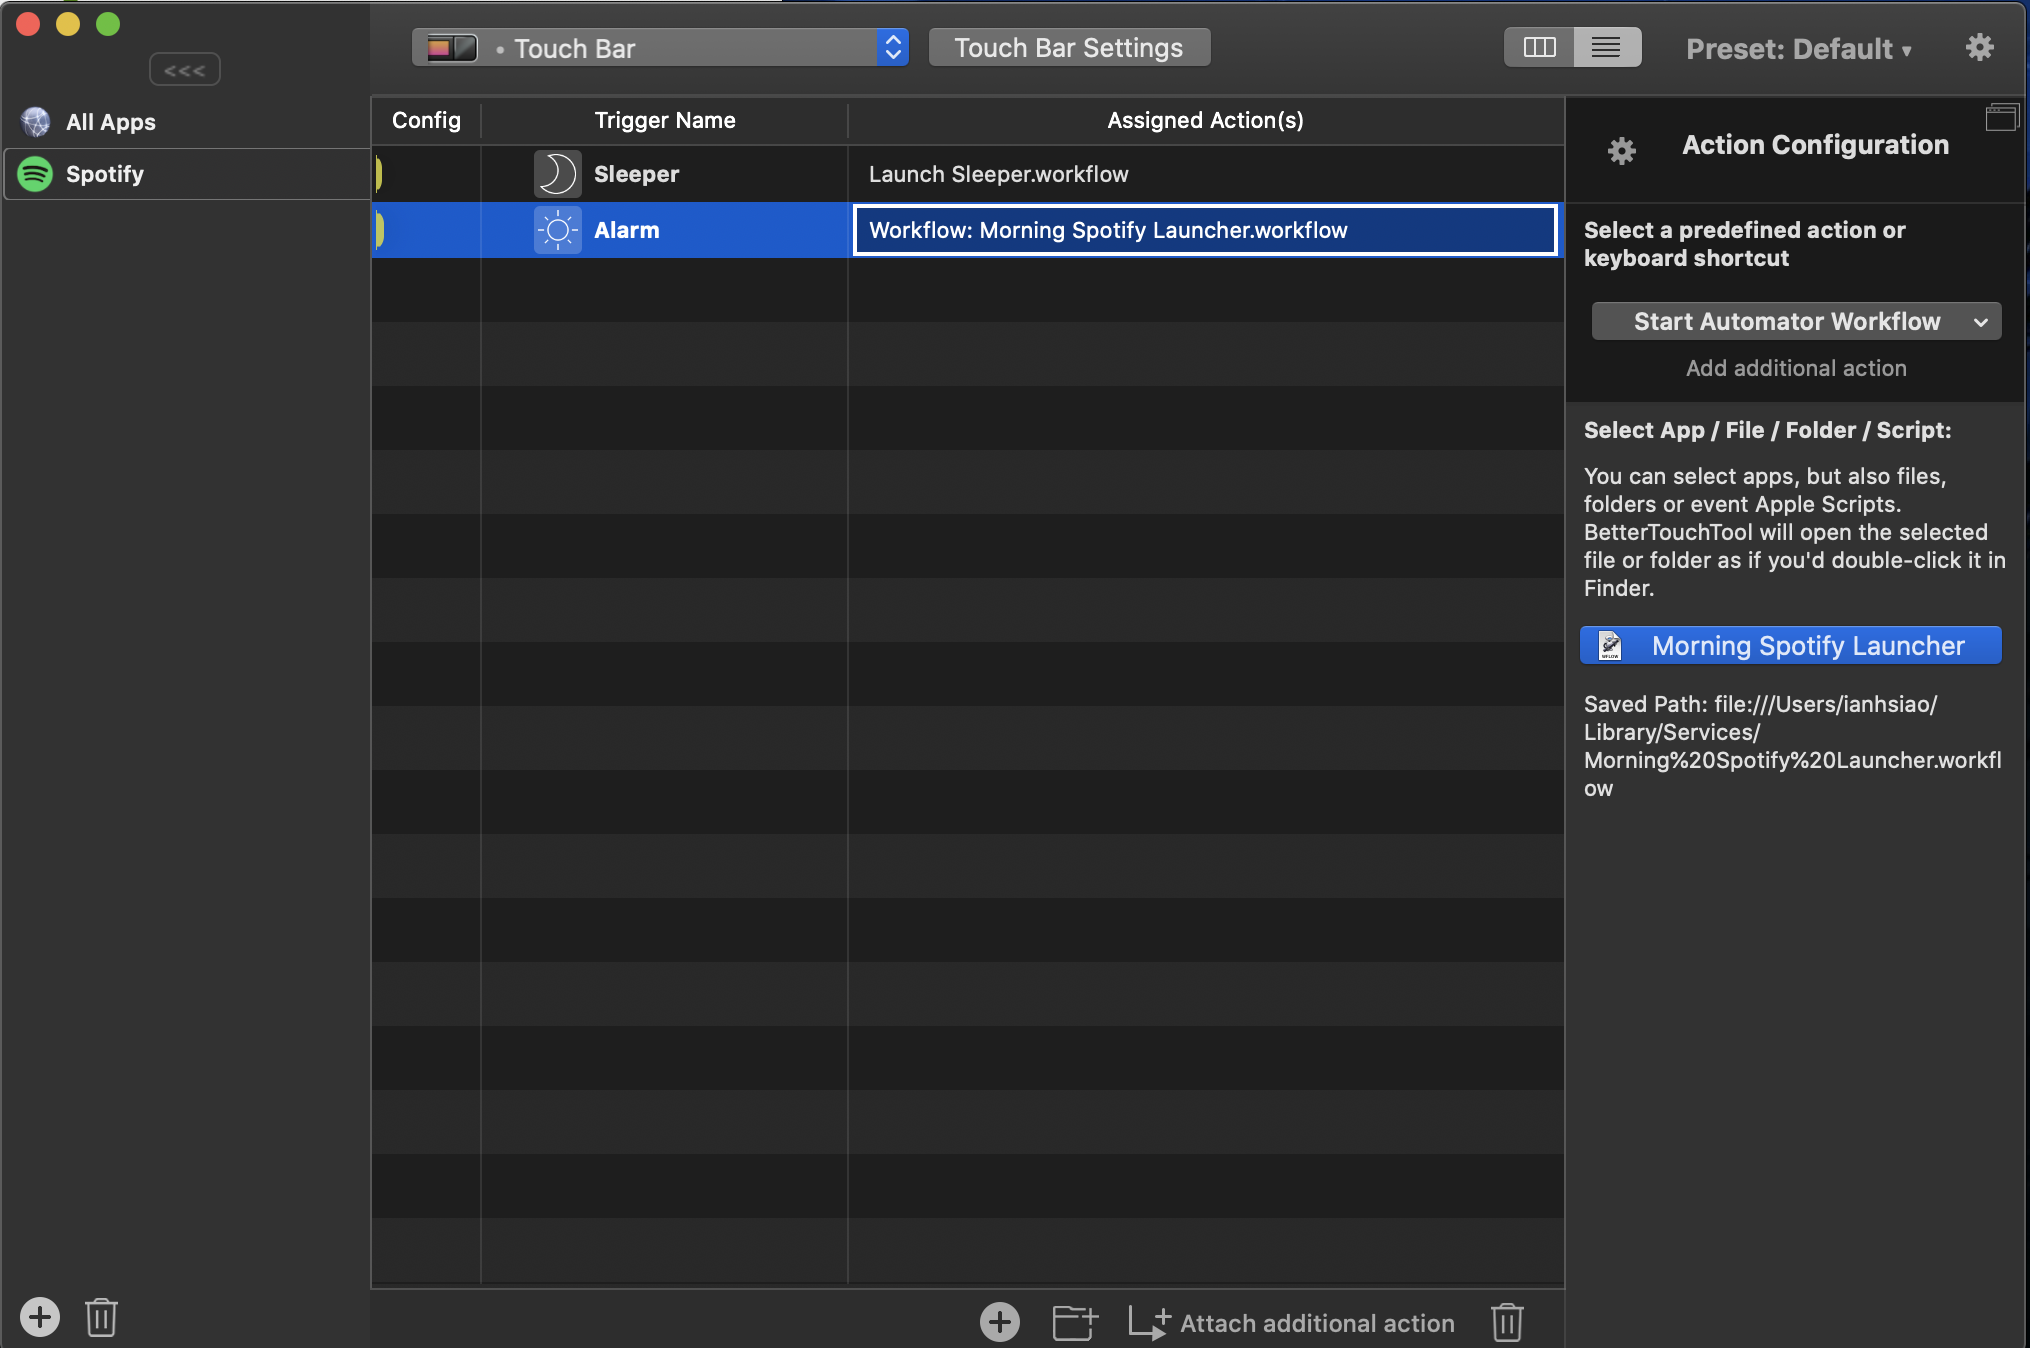 • Touch Bar
Touch Bar Settings
Preset: Default ▾
<<<
All Apps
Spotify
Config
Trigger Name
Assigned Action(s)
Sleeper
Launch Sleeper.workflow
Alarm
Workflow: Morning Spotify Launcher.workflow
Action Configuration
Select a predefined action or
keyboard shortcut
Start Automator Workflow
Add additional action
Select App / File / Folder / Script:
You can select apps, but also files,
folders or event Apple Scripts.
BetterTouchTool will open the selected
file or folder as if you'd double-click it in
Finder.
WFLOW
Morning Spotify Launcher
Saved Path: file:///Users/ianhsiao/
Library/Services/
Morning%20Spotify%20Launcher.workfl
ow
Attach additional action